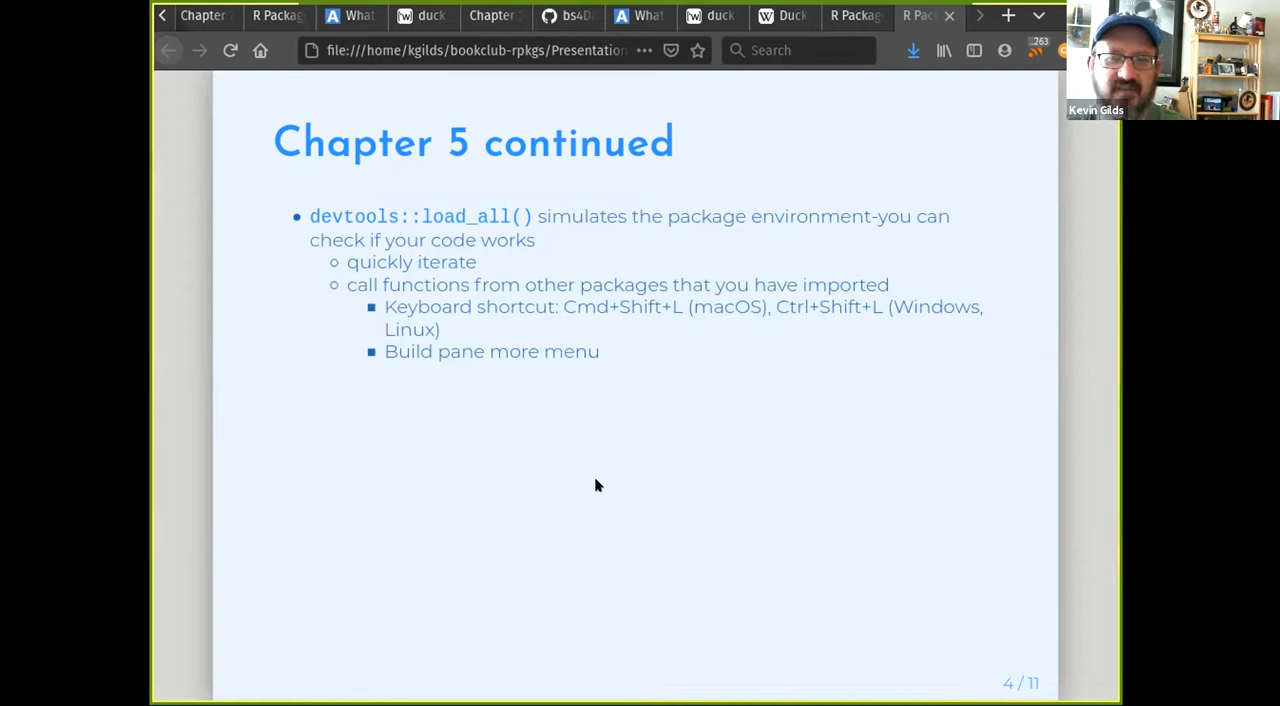 Chapter
R Packag
What
duck
Chapter
bs4D
What
duck
Duck
R Packag
R Pac
file:///home/kgilds/bookclub-rpkgs/Presentation
Search
263
Kevin Gilds
Chapter 5 continued
devtools::load_all() simulates the package environment-you can
check if your code works
quickly iterate
call functions from other packages that you have imported
Keyboard shortcut: Cmd+Shift+L (macOS), Ctrl+Shift+L (Windows,
Linux)
Build pane more menu
4 / 11